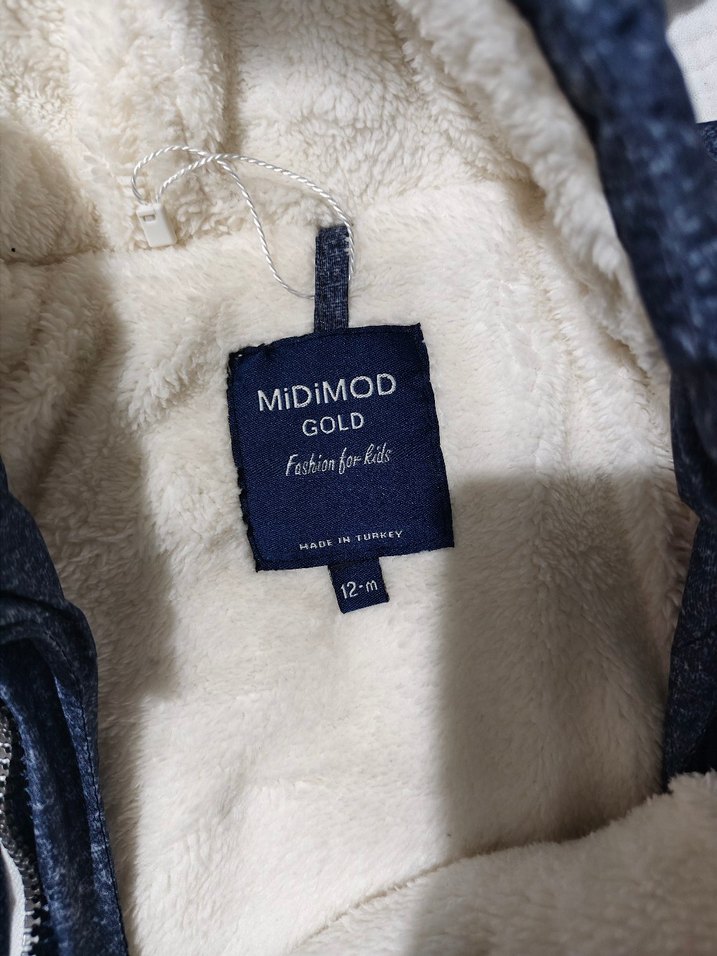 MiDiMOD
GOLD
Fashion for kids
MADE IN TURKEY
12-m